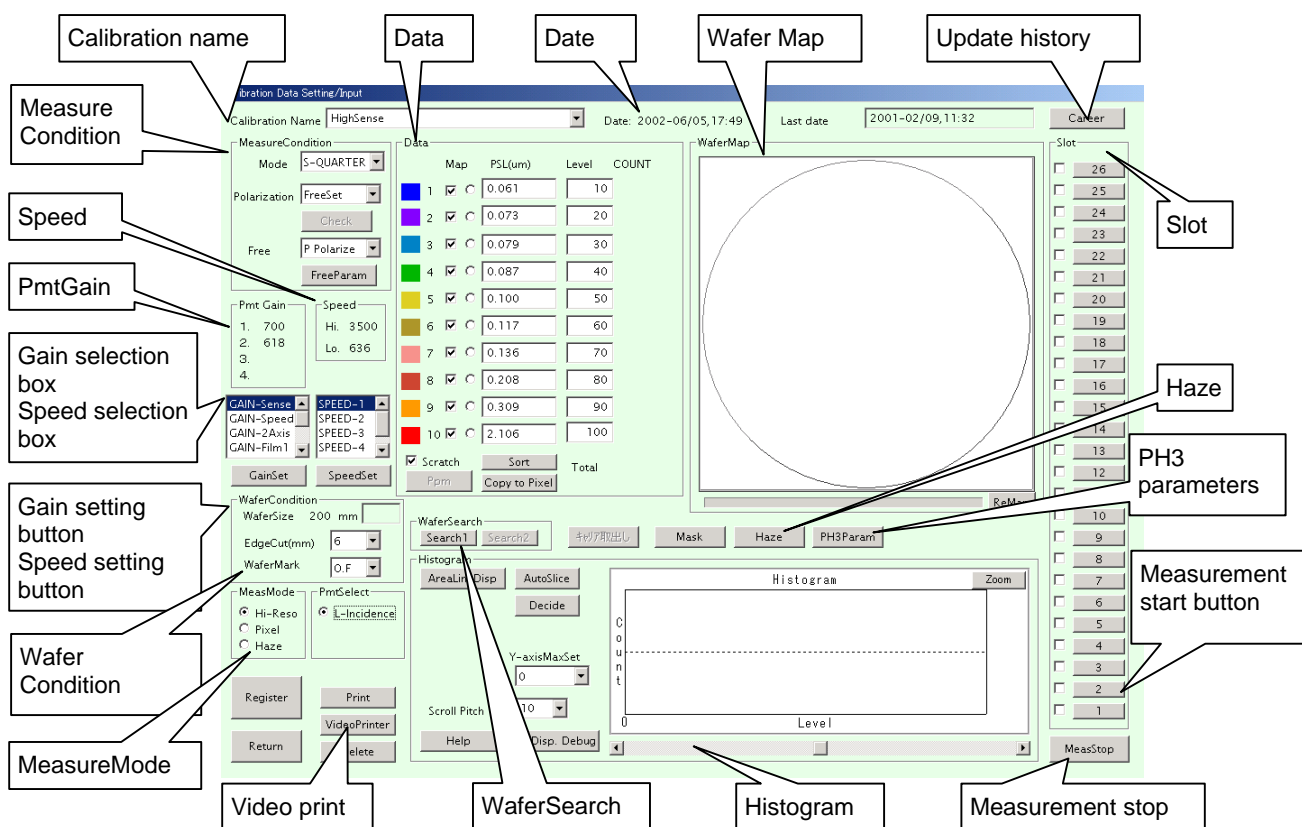 Calibration name
Data
Date
Wafer Map
Update history
Measure
Condition
Speed
PmtGain
Gain selection
box
Speed selection
box
Gain setting
button
Speed setting
button
Wafer
Condition
MeasureMode
Video print
WaferSearch
Histogram
Measurement stop
Slot
Haze
PH3
parameters
Measurement
start button
ibration Data Setting/Input
Calibration Name HighSense Date: 2002-06/05,17:49 Last date 2001-02/09,11:32 Career
MeasureCondition
Mode S-QUARTER
Polarization FreeSet
Check
Free P Polarize
FreeParam
Pmt Gain
1. 700
2. 618
3.
4.
Speed
Hi. 3500
Lo. 636
GAIN-Sense
GAIN-Speed
GAIN-2Axis
GAIN-Film1
SPEED-1
SPEED-2
SPEED-3
SPEED-4
GainSet SpeedSet
WaferCondition
WaferSize 200 mm
EdgeCut(mm) 6
WaferMark O.F
MeasMode
Hi-Reso
Pixel
Haze
PmtSelect
L-Incidence
Register Print
VideoPrinter
Return elete
Data
Map PSL(um) Level COUNT
1 0.061 10
2 0.073 20
3 0.079 30
4 0.087 40
5 0.100 50
6 0.117 60
7 0.136 70
8 0.208 80
9 0.309 90
10 2.106 100
Scratch Sort Total
Ppm Copy to Pixel
WaferMap
ReMa
WaferSearch
Search1 Search2 キャリア取出し Mask Haze PH3Param
Histogram
AreaLim Disp AutoSlice
Decide
Y-axisMaxSet
0
Scroll Pitch 10
Help Disp. Debug
Histogram Zoom
Count
0 Level
Slot
26
25
24
23
22
21
20
19
18
17
16
15
14
13
12
10
9
8
7
6
5
4
3
2
1
MeasStop